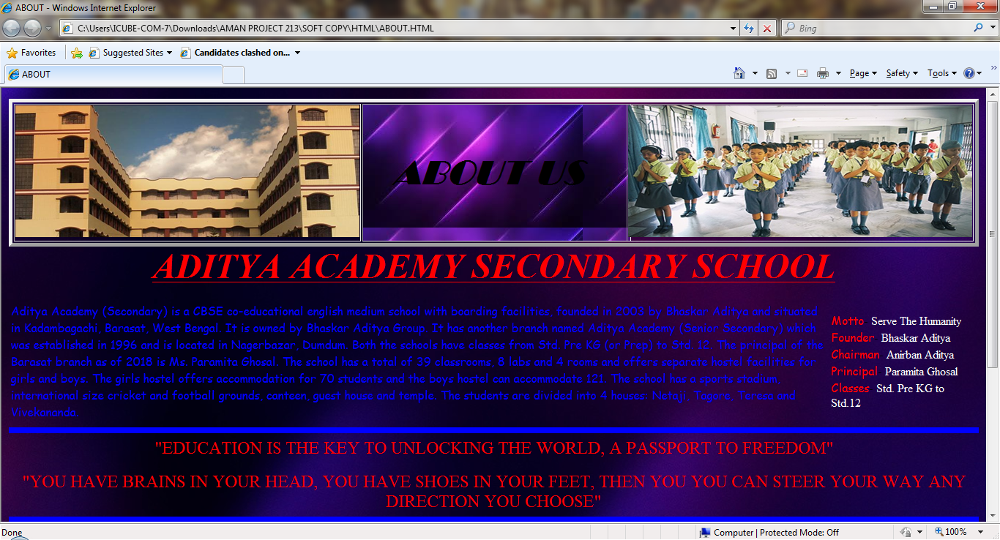 ABOUT - Windows Internet Explorer
C:\Users\ICUBE-COM-7\Downloads\AMAN PROJECT 213\SOFT COPY\HTML\ABOUT.HTML
Bing
Favorites Suggested Sites Candidates clashed on...
ABOUT
Page Safety Tools
ABOUT US
ADITYA ACADEMY SECONDARY SCHOOL
Aditya Academy (Secondary) is a CBSE co-educational english medium school with boarding facilities, founded in 2003 by Bhaskar Aditya and situated
in Kadambagachi, Barasat, West Bengal. It is owned by Bhaskar Aditya Group. It has another branch named Aditya Academy (Senior Secondary) which
was established in 1996 and is located in Nagerbazar, Dumdum. Both the schools have classes from Std. Pre KG (or Prep) to Std. 12. The principal of the
Barasat branch as of 2018 is Ms. Paramita Ghosal. The school has a total of 39 classrooms, 8 labs and 4 rooms and offers separate hostel facilities for
girls and boys. The girls hostel offers accommodation for 70 students and the boys hostel can accommodate 121. The school has a sports stadium,
international size cricket and football grounds, canteen, guest house and temple. The students are divided into 4 houses: Netaji, Tagore, Teresa and
Vivekananda.
Motto Serve The Humanity
Founder Bhaskar Aditya
Chairman Anirban Aditya
Principal Paramita Ghosal
Classes Std. Pre KG to
Std.12
"EDUCATION IS THE KEY TO UNLOCKING THE WORLD, A PASSPORT TO FREEDOM"
"YOU HAVE BRAINS IN YOUR HEAD, YOU HAVE SHOES IN YOUR FEET, THEN YOU YOU CAN STEER YOUR WAY ANY
DIRECTION YOU CHOOSE"
Done
Computer | Protected Mode: Off
100%